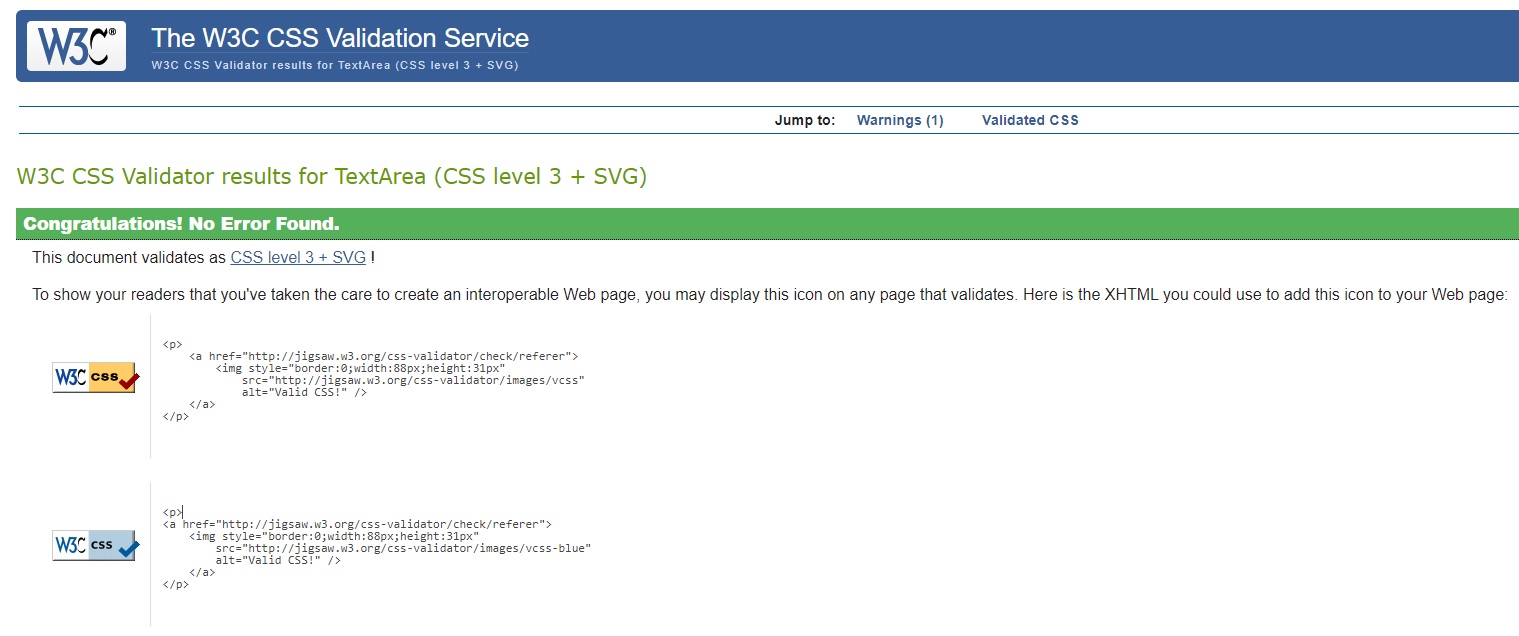 W3C®
The W3C CSS Validation Service
W3C CSS Validator results for TextArea (CSS level 3 + SVG)
Jump to: Warnings (1) Validated CSS
W3C CSS Validator results for TextArea (CSS level 3 + SVG)
Congratulations! No Error Found.
This document validates as CSS level 3 + SVG !
To show your readers that you've taken the care to create an interoperable Web page, you may display this icon on any page that validates. Here is the XHTML you could use to add this icon to your Web page:
W3C css
<p>
<a href="http://jigsaw.w3.org/css-validator/check/referer">
<img style="border:0;width:88px;height:31px"
src="http://jigsaw.w3.org/css-validator/images/vcss"
alt="Valid CSS!" />
</a>
</p>
W3C css
<p>
<a href="http://jigsaw.w3.org/css-validator/check/referer">
<img style="border:0;width:88px;height:31px"
src="http://jigsaw.w3.org/css-validator/images/vcss-blue"
alt="Valid CSS!" />
</a>
</p>